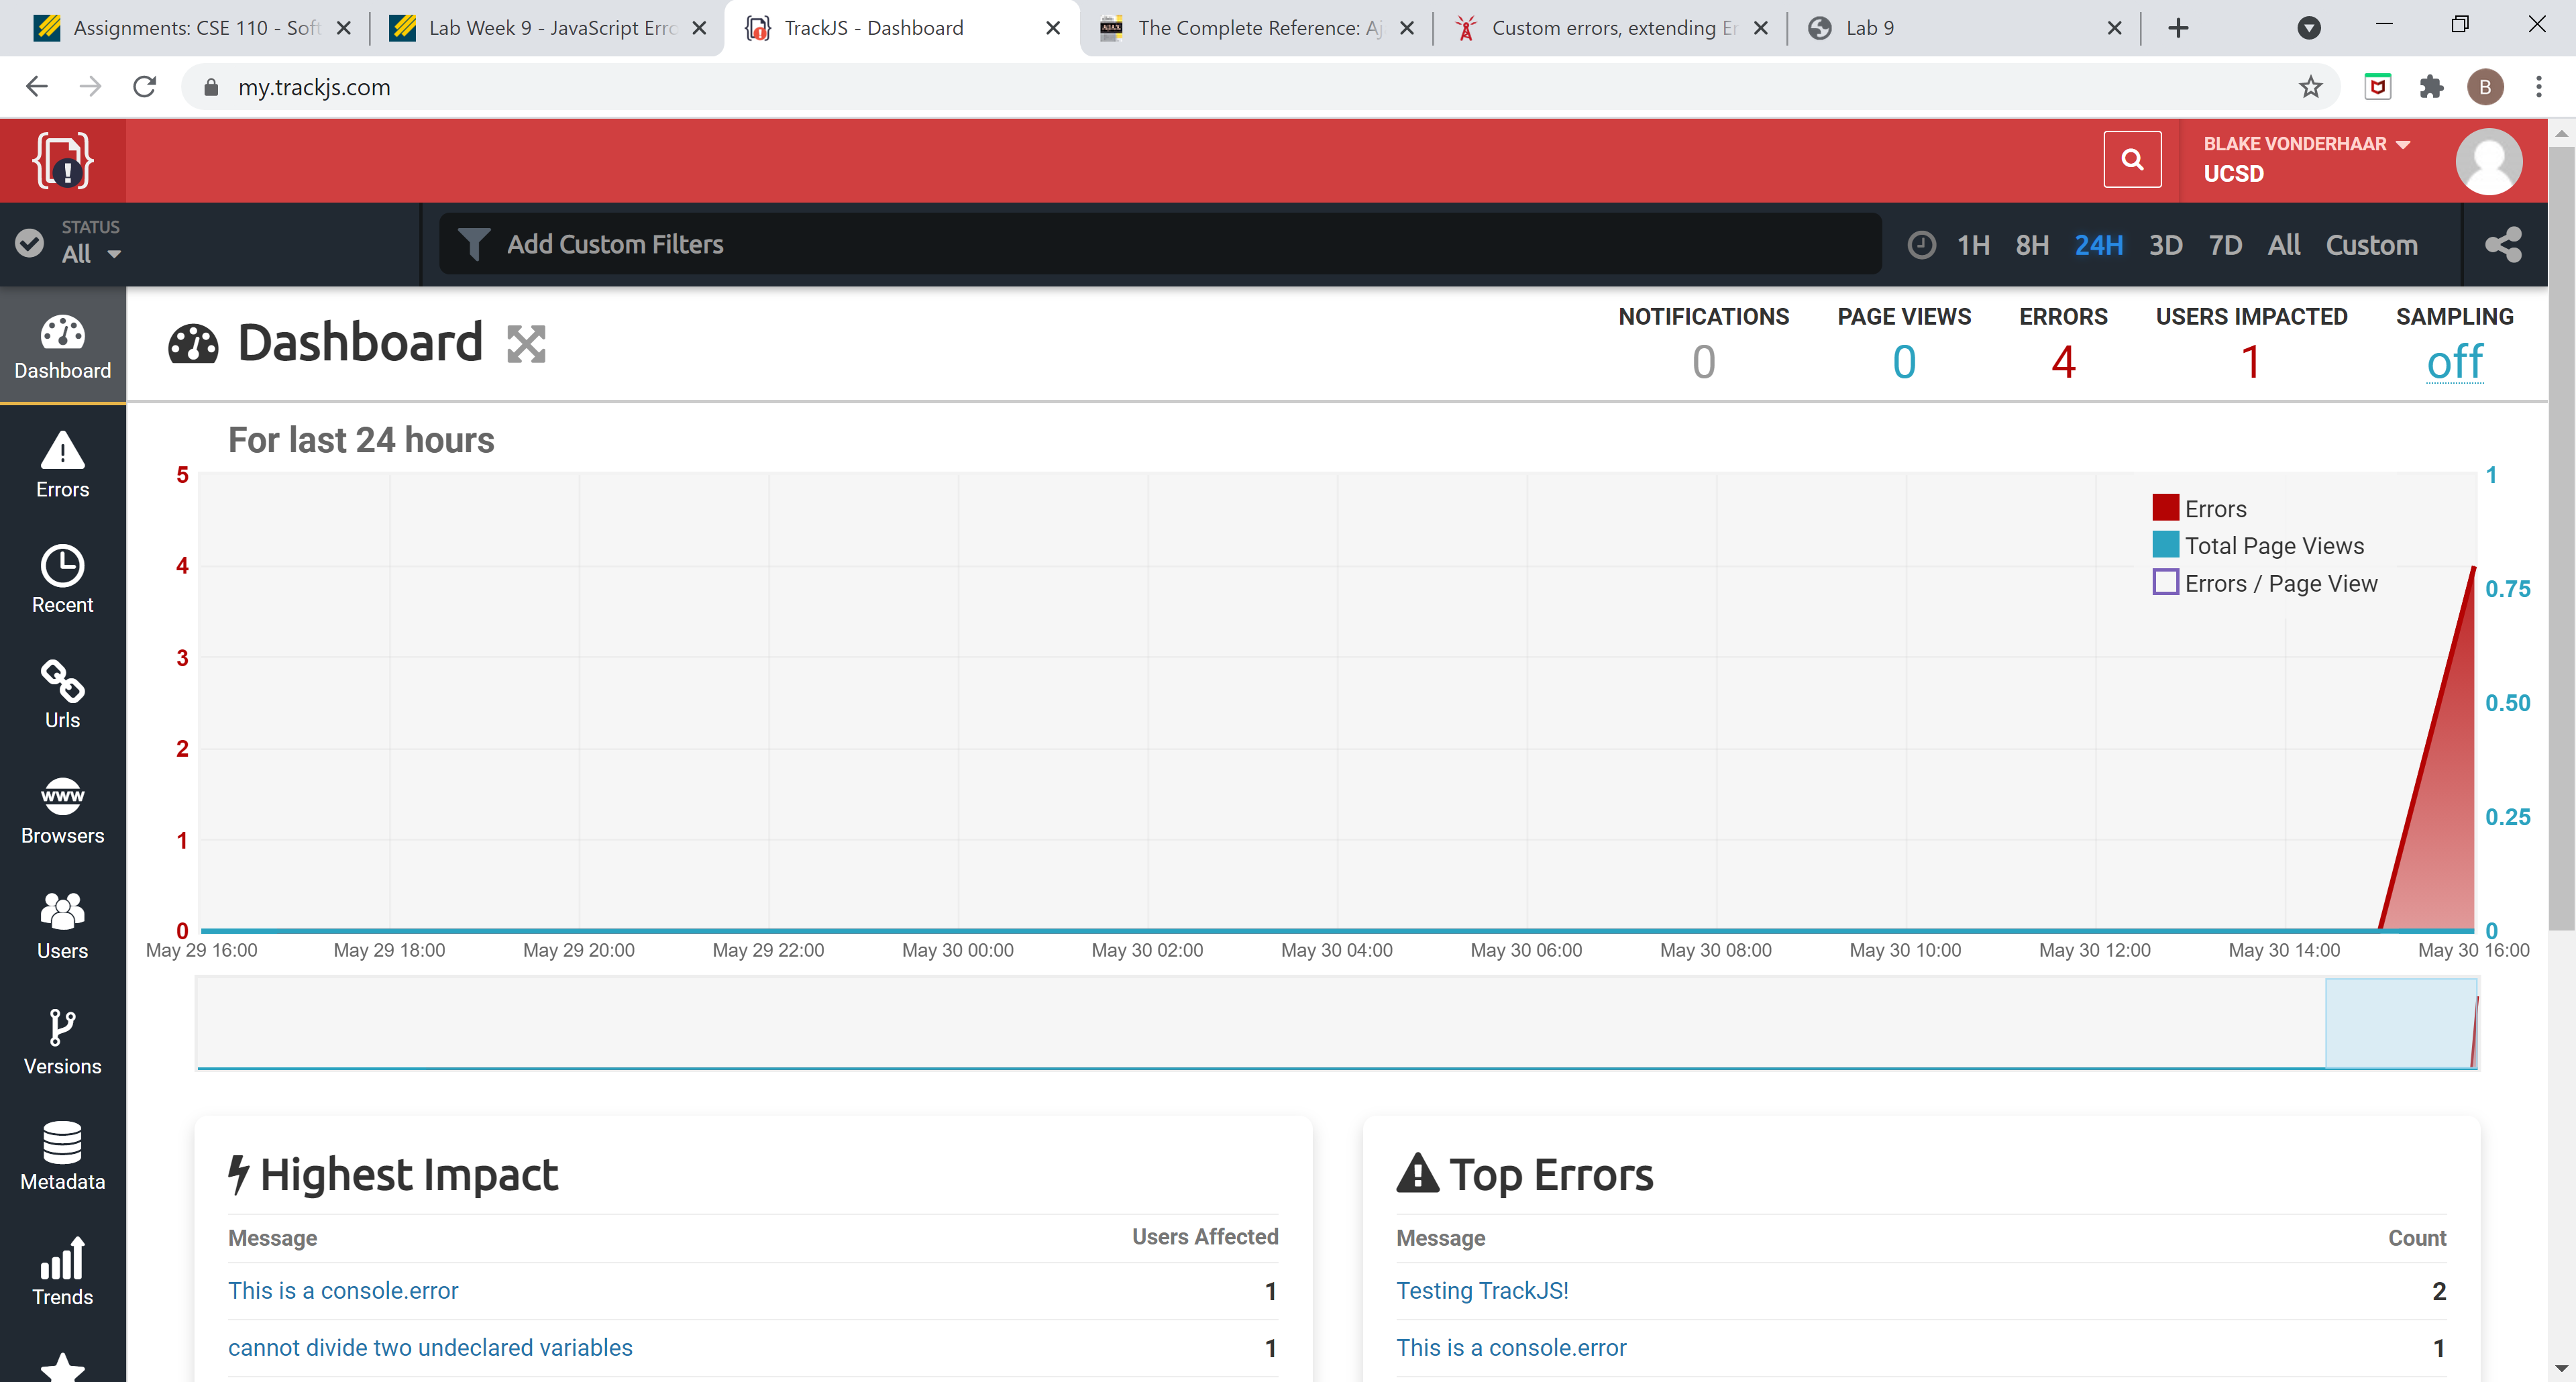 Assignments: CSE 110 - Soft
Lab Week 9 - JavaScript Erro
TrackJS - Dashboard
The Complete Reference: Aj
Custom errors, extending Er
Lab 9
my.trackjs.com
B
BLAKE VONDERHAAR
UCSD
STATUS
All
Add Custom Filters
1H 8H 24H 3D 7D All Custom
Dashboard
Errors
Recent
Urls
WWW
Browsers
Users
Versions
Metadata
Trends
Dashboard
NOTIFICATIONS PAGE VIEWS ERRORS USERS IMPACTED SAMPLING
0 0 4 1 off
For last 24 hours
5
4
3
2
1
0
1
0.75
0.50
0.25
0
Errors
Total Page Views
Errors / Page View
May 29 16:00 May 29 18:00 May 29 20:00 May 29 22:00 May 30 00:00 May 30 02:00 May 30 04:00 May 30 06:00 May 30 08:00 May 30 10:00 May 30 12:00 May 30 14:00 May 30 16:00
Highest Impact
Message Users Affected
This is a console.error 1
cannot divide two undeclared variables 1
Top Errors
Message Count
Testing TrackJS! 2
This is a console.error 1